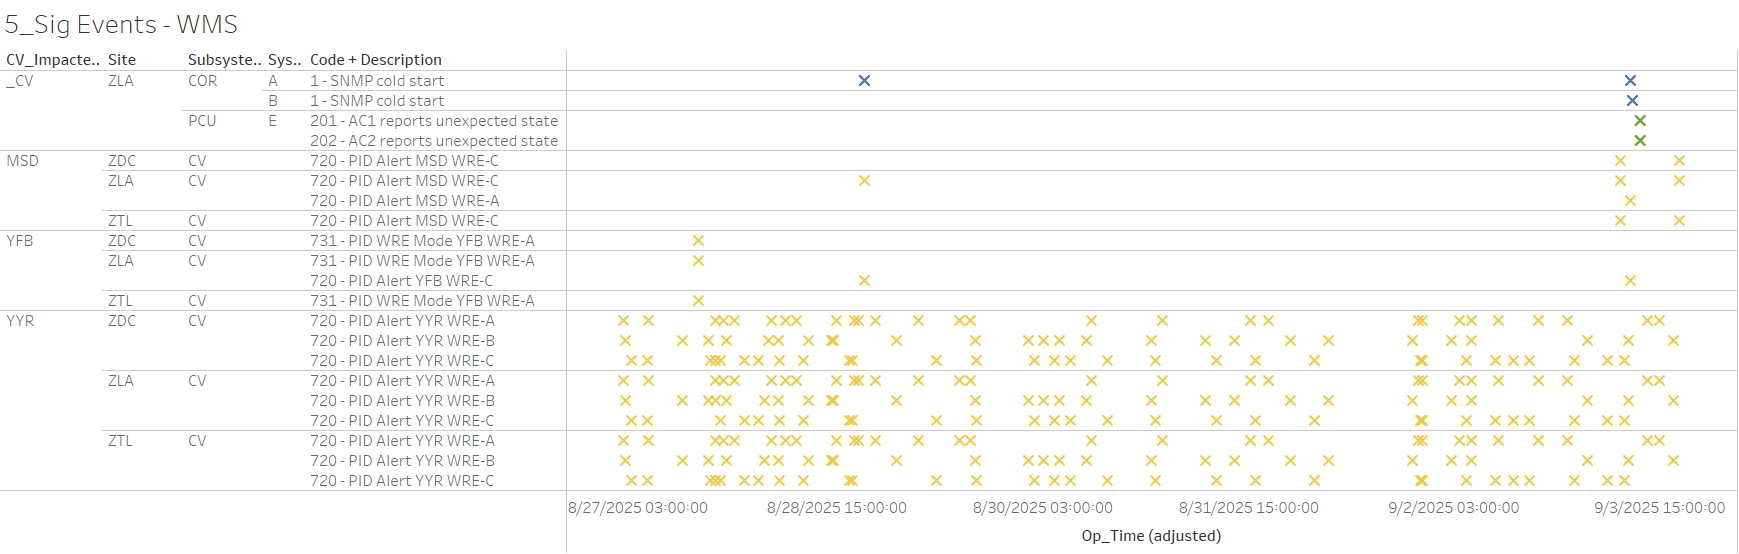 5_Sig Events - WMS
CV_Impacte.. Site Subsyste.. Sys.. Code + Description
_CV ZLA COR A 1 - SNMP cold start
B 1 - SNMP cold start
PCU E 201 - AC1 reports unexpected state
202 - AC2 reports unexpected state
MSD ZDC CV 720 - PID Alert MSD WRE-C
ZLA CV 720 - PID Alert MSD WRE-C
720 - PID Alert MSD WRE-A
ZTL CV 720 - PID Alert MSD WRE-C
YFB ZDC CV 731 - PID WRE Mode YFB WRE-A
ZLA CV 731 - PID WRE Mode YFB WRE-A
720 - PID Alert YFB WRE-C
ZTL CV 731 - PID WRE Mode YFB WRE-A
YYR ZDC CV 720 - PID Alert YYR WRE-A
720 - PID Alert YYR WRE-B
720 - PID Alert YYR WRE-C
ZLA CV 720 - PID Alert YYR WRE-A
720 - PID Alert YYR WRE-B
720 - PID Alert YYR WRE-C
ZTL CV 720 - PID Alert YYR WRE-A
720 - PID Alert YYR WRE-B
720 - PID Alert YYR WRE-C
8/27/2025 03:00:00 8/28/2025 15:00:00 8/30/2025 03:00:00 8/31/2025 15:00:00 9/2/2025 03:00:00 9/3/2025 15:00:00
Op_Time (adjusted)